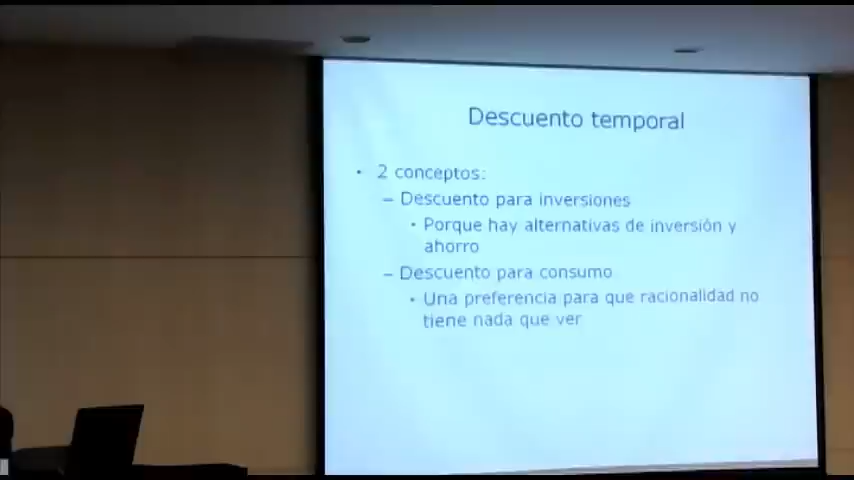 Descuento temporal
• 2 conceptos:
– Descuento para inversiones
• Porque hay alternativas de inversión y
ahorro
– Descuento para consumo
• Una preferencia para que racionalidad no
tiene nada que ver